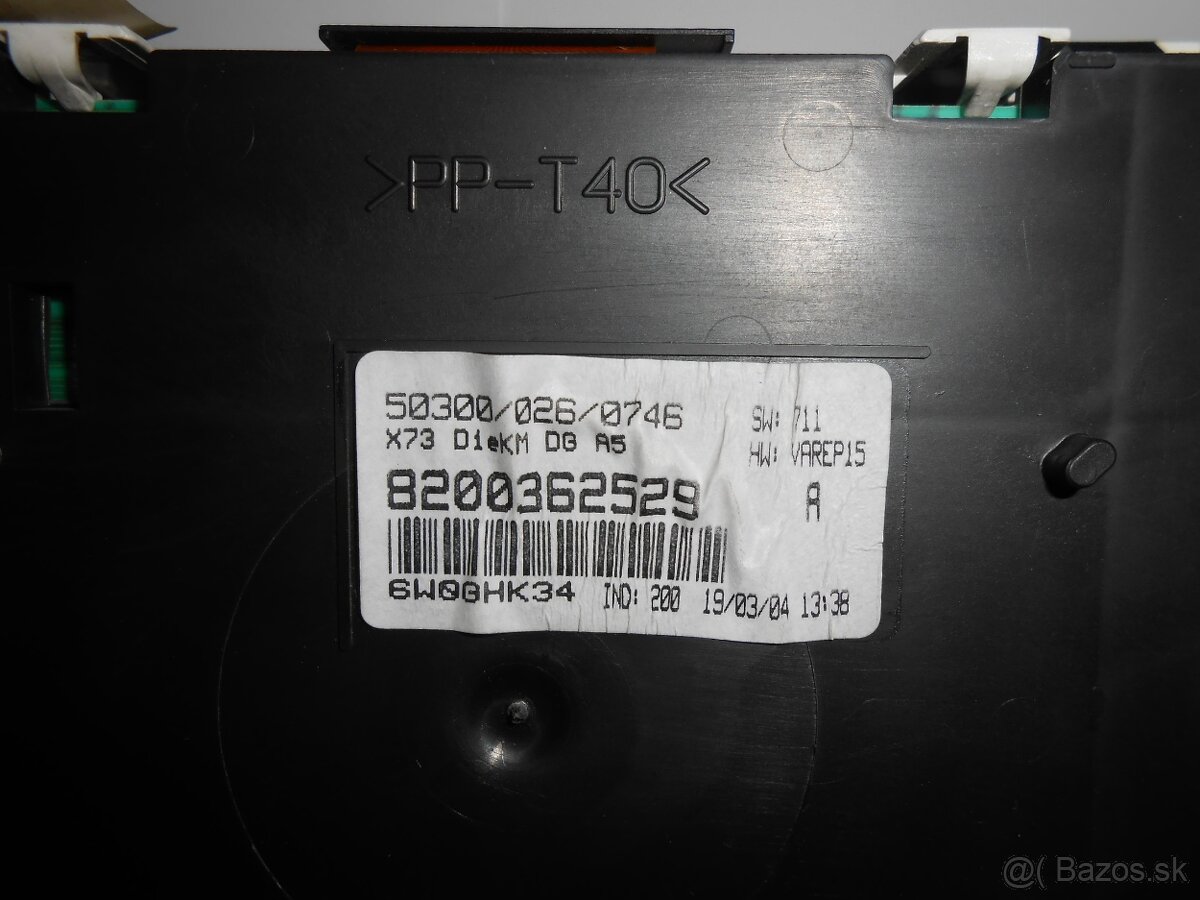 >PP-T40<
50300/026/0746
SW: 711
X73 D1eKM DG A5
HW: VAREP15
8200362529
A
6W0GHK34 IND: 200 19/03/04 13:38
@( Bazos.sk